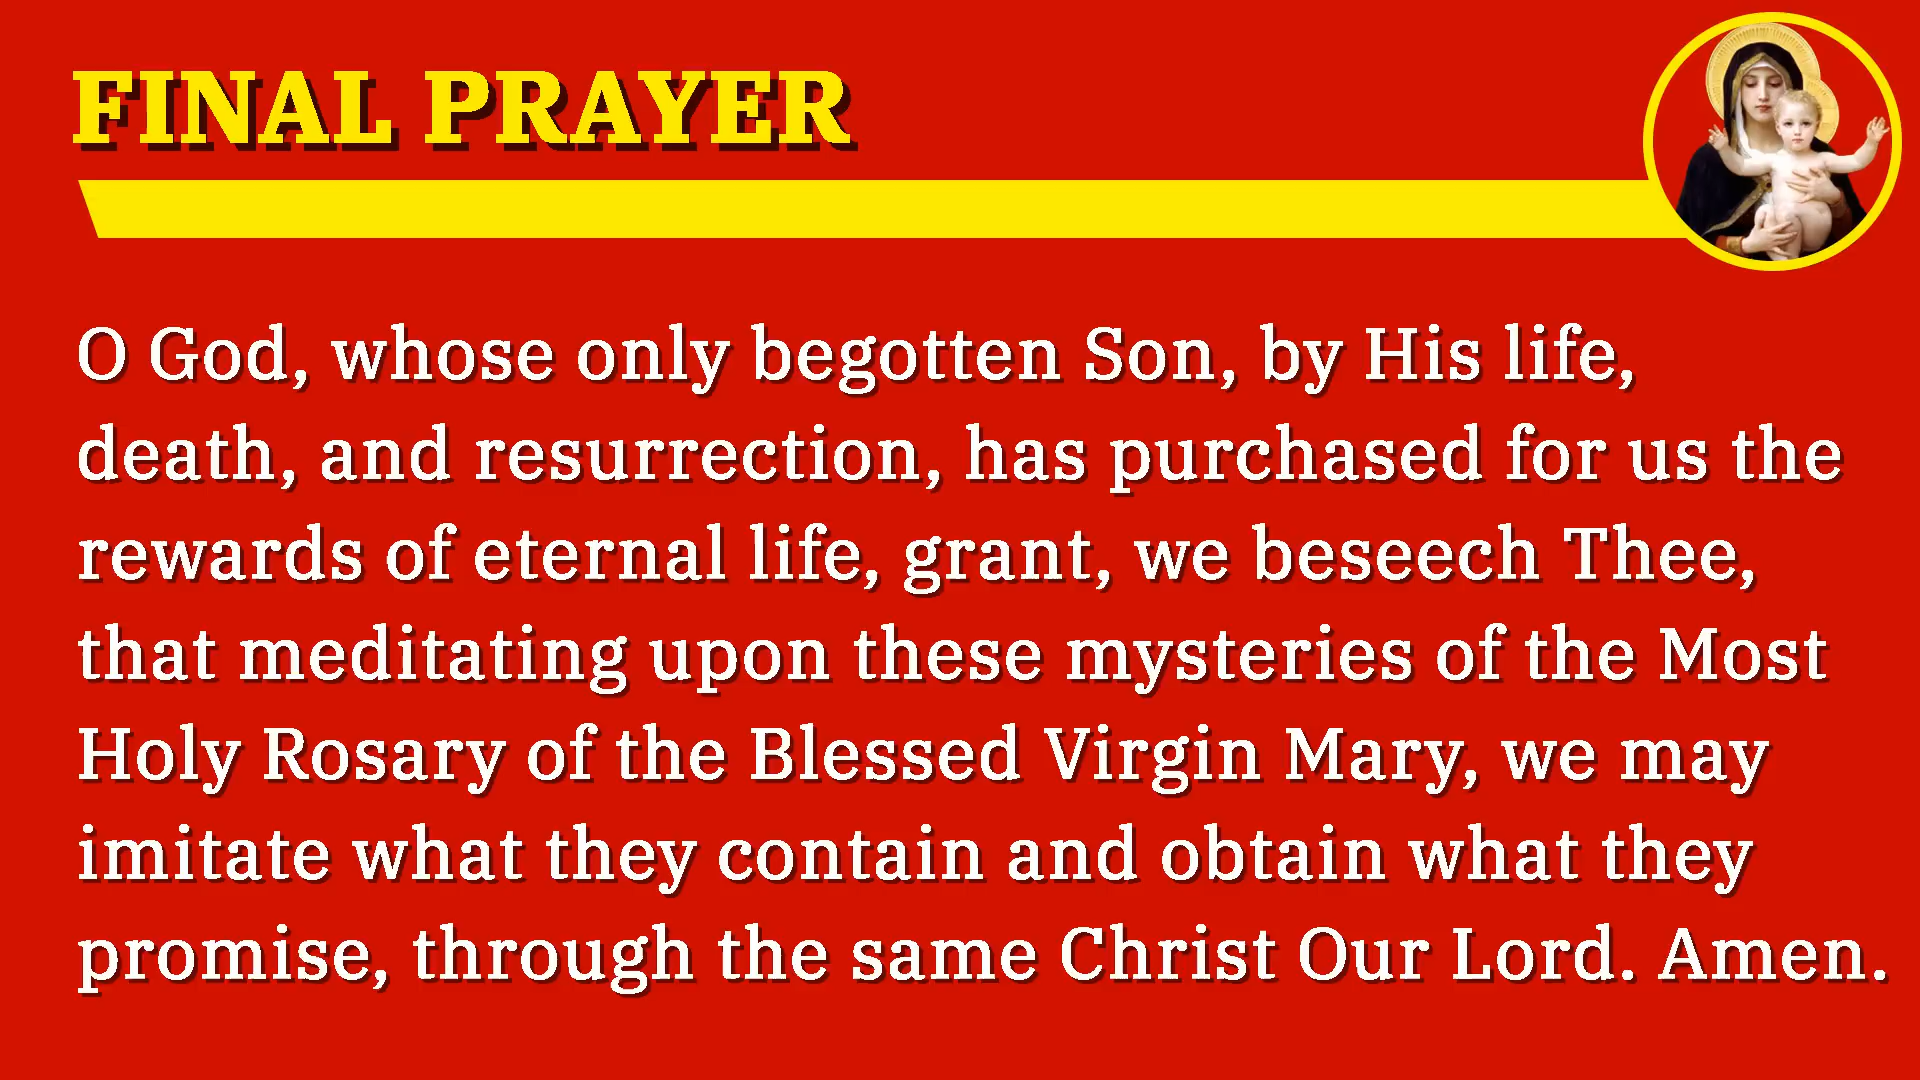 FINAL PRAYER
O God, whose only begotten Son, by His life,
death, and resurrection, has purchased for us the
rewards of eternal life, grant, we beseech Thee,
that meditating upon these mysteries of the Most
Holy Rosary of the Blessed Virgin Mary, we may
imitate what they contain and obtain what they
promise, through the same Christ Our Lord. Amen.